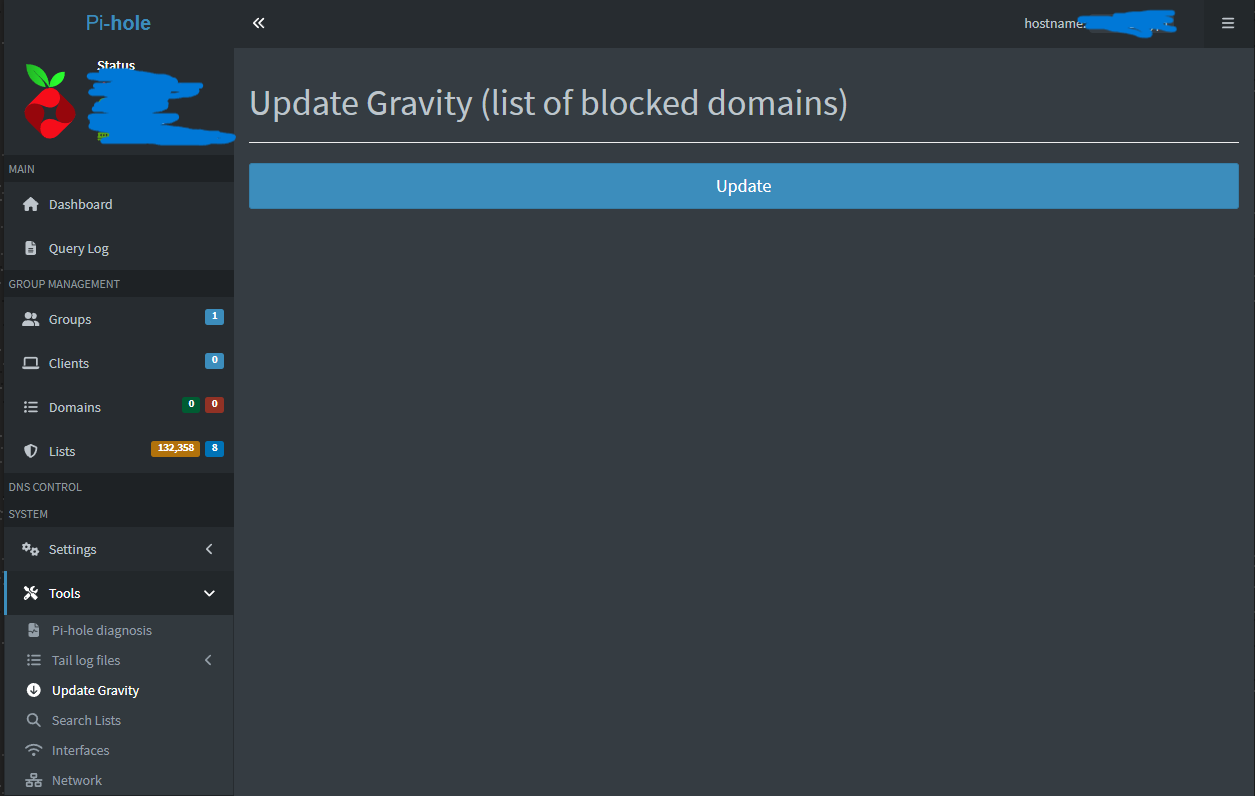 Pi-hole
hostname:
Status
Update Gravity (list of blocked domains)
Update
MAIN
Dashboard
Query Log
GROUP MANAGEMENT
Groups 1
Clients 0
Domains 0 0
Lists 132,358 8
DNS CONTROL
SYSTEM
Settings
Tools
Pi-hole diagnosis
Tail log files
Update Gravity
Search Lists
Interfaces
Network